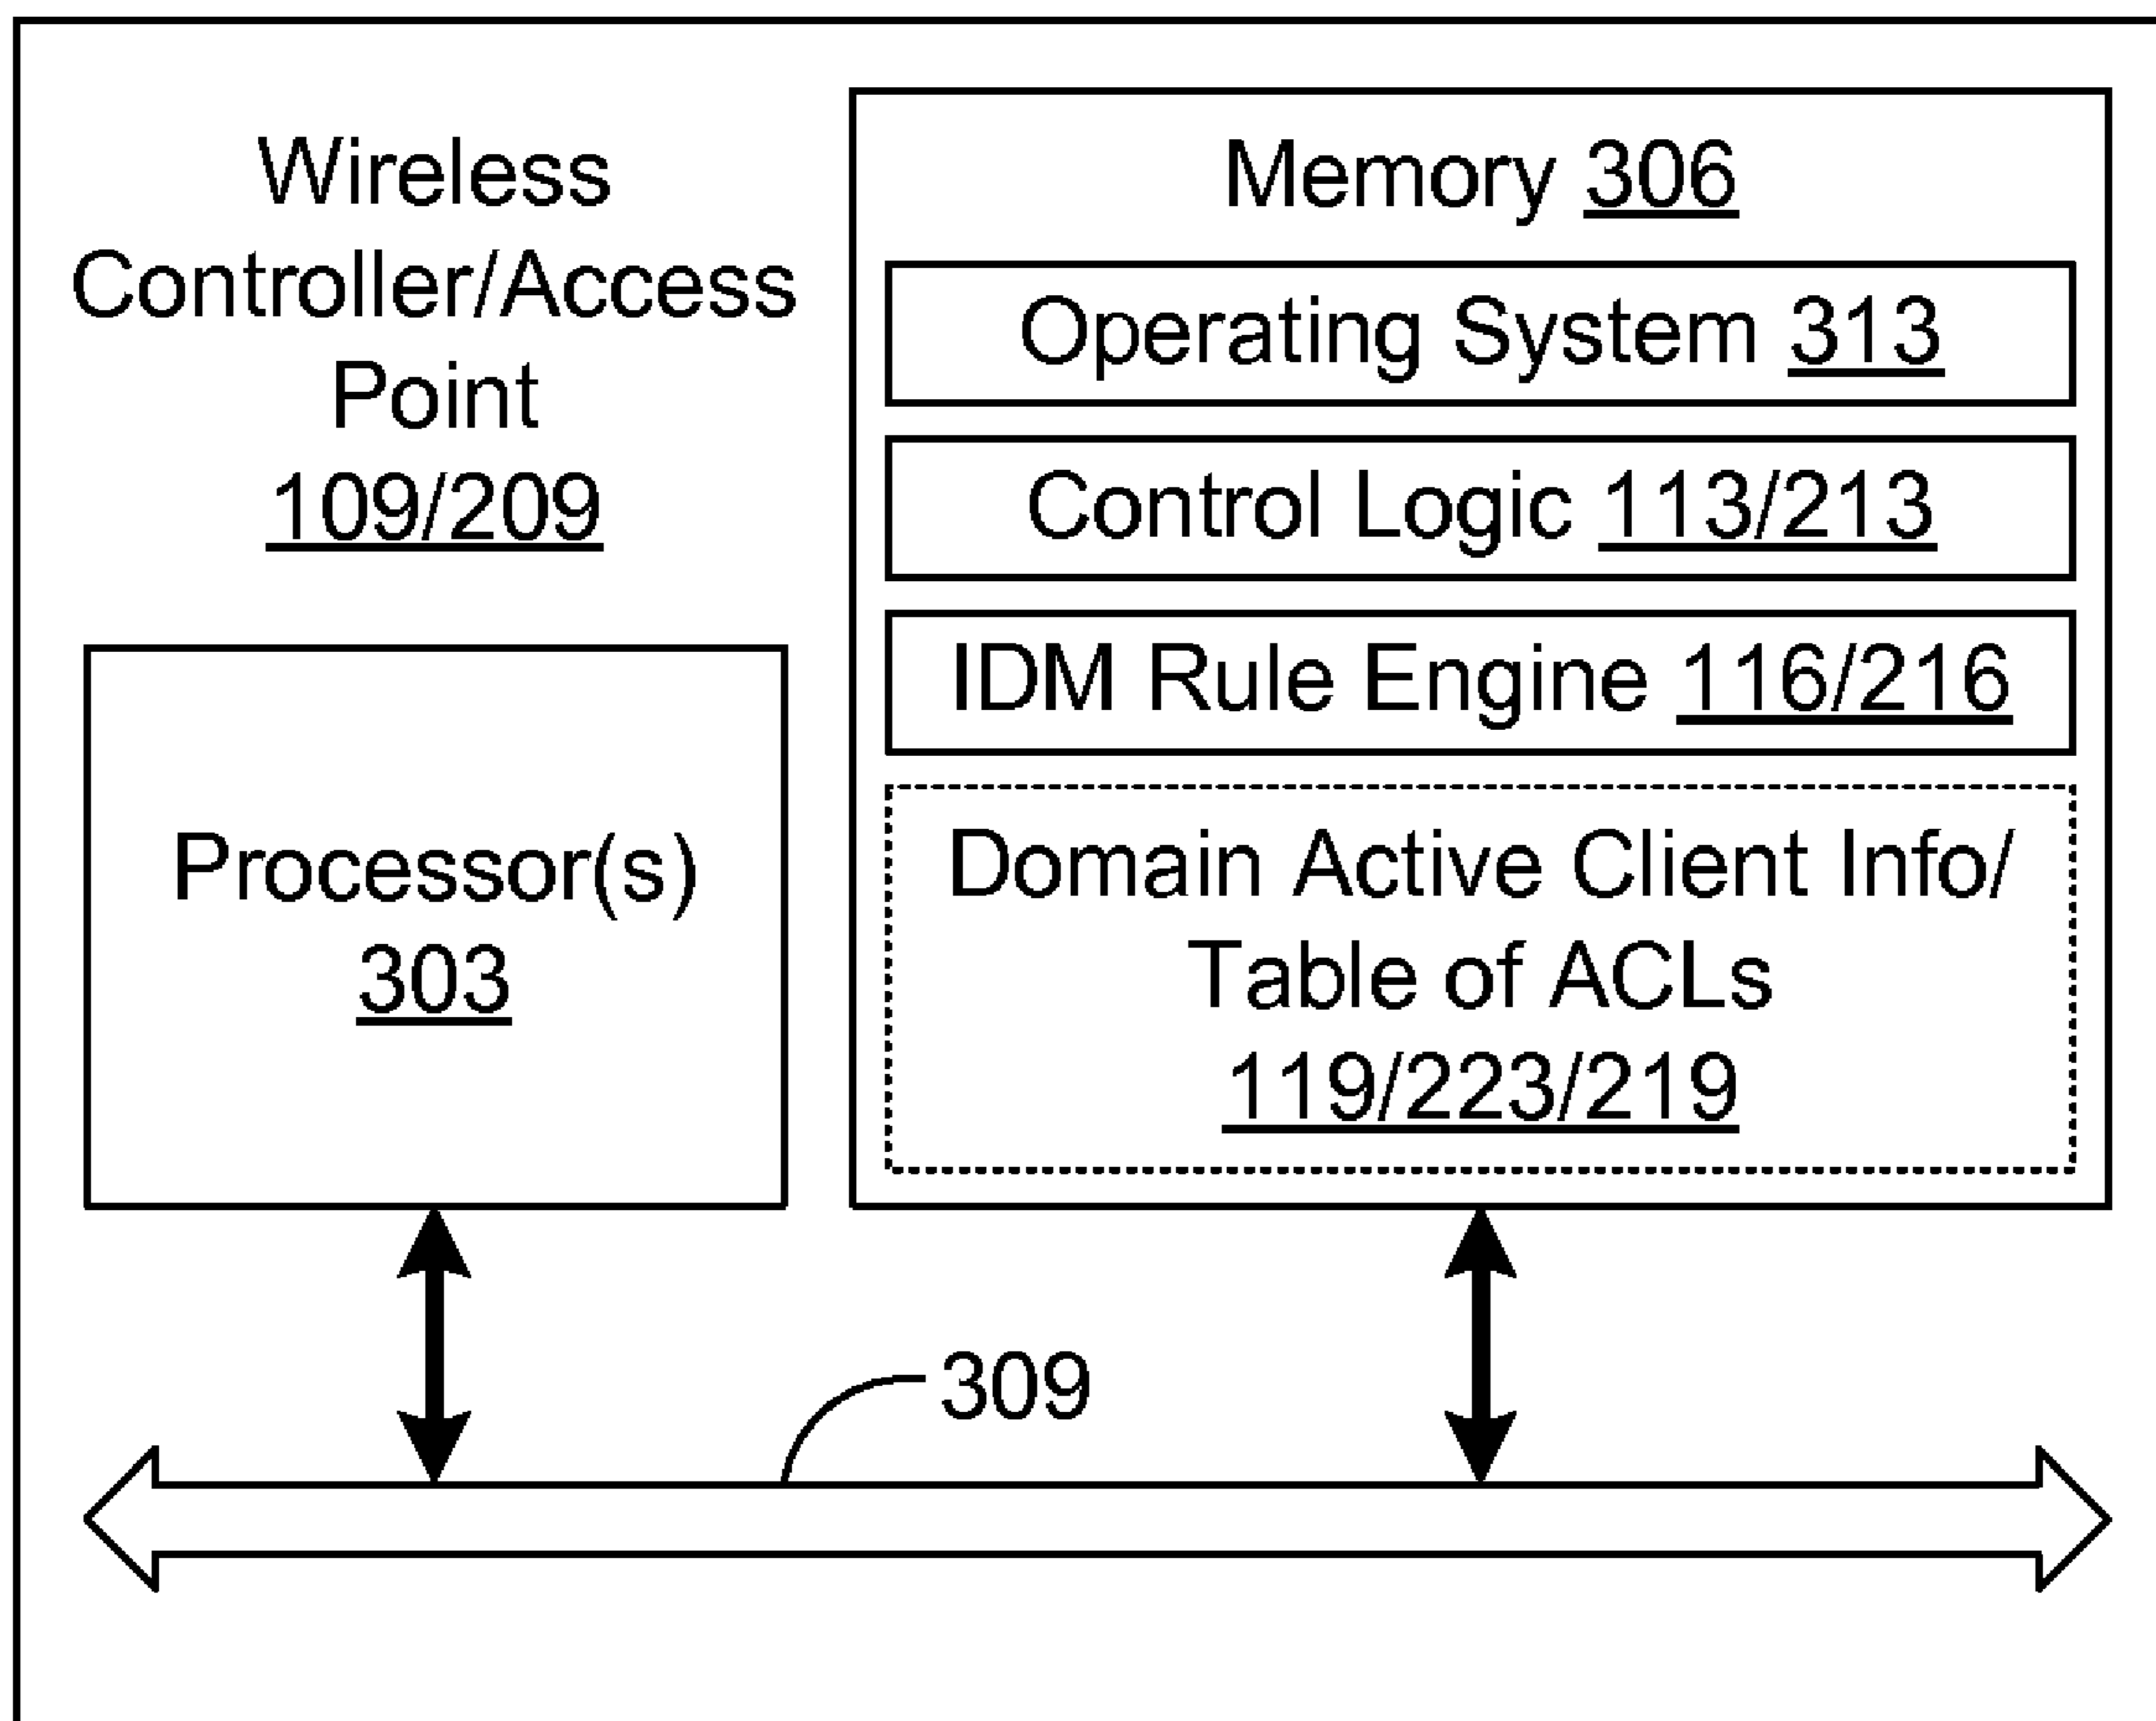 Wireless
Controller/Access
Point
109/209
Memory 306
Operating System 313
Control Logic 113/213
IDM Rule Engine 116/216
Domain Active Client Info/
Table of ACLs
119/223/219
Processor(s)
303
309